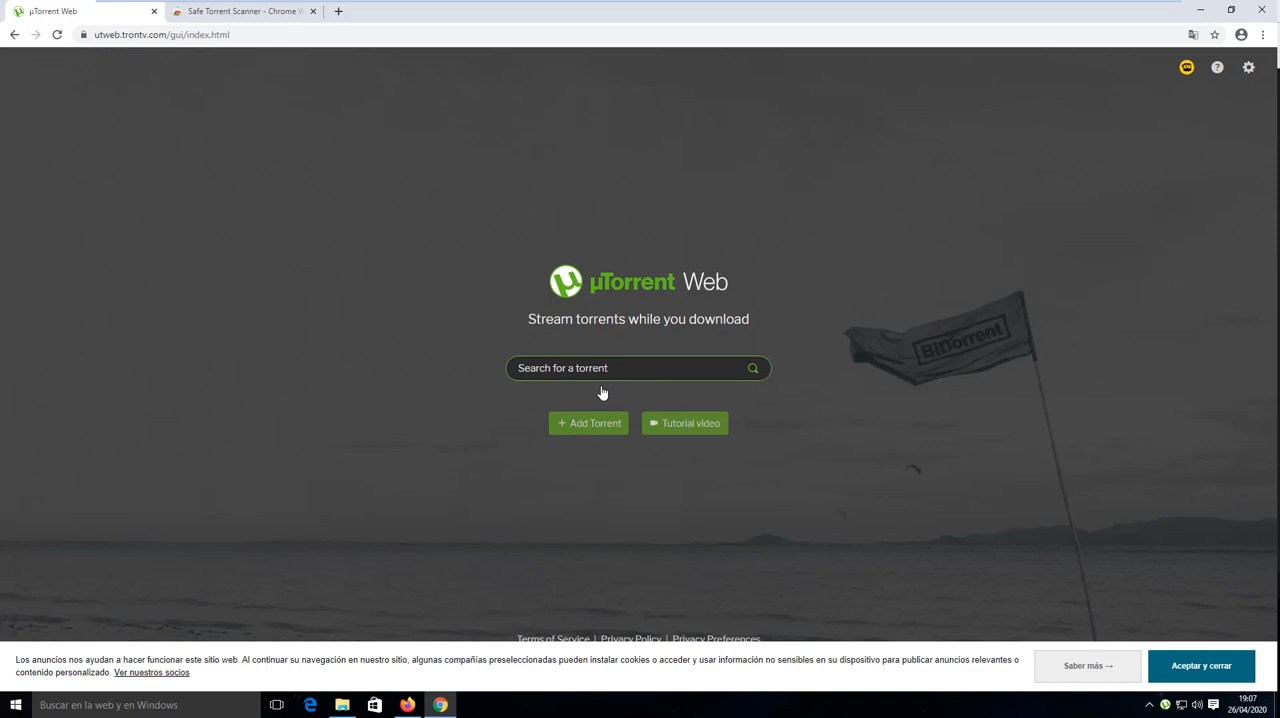 µTorrent Web
Safe Torrent Scanner - Chrome W
utweb.trontv.com/gui/index.html
µTorrent Web
Stream torrents while you download
Search for a torrent
BitTorrent
+ Add Torrent
Tutorial video
Terms of Service | Privacy Policy | Privacy Preferences
Los anuncios nos ayudan a hacer funcionar este sitio web. Al continuar su navegación en nuestro sitio, algunas compañías preseleccionadas pueden instalar cookies o acceder y usar información no sensibles en su dispositivo para publicar anuncios relevantes o
contenido personalizado. Ver nuestros socios
Saber más →
Aceptar y cerrar
Buscar en la web y en Windows
19:07
26/04/2020